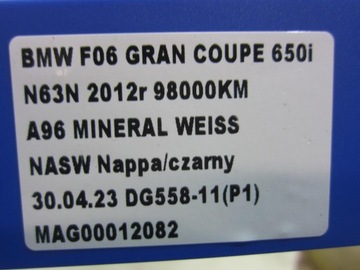 BMW F06 GRAN COUPE 650i
N63N 2012r 98000KM
A96 MINERAL WEISS
NASW Nappa/czarny
30.04.23 DG558-11(P1)
MAG00012082